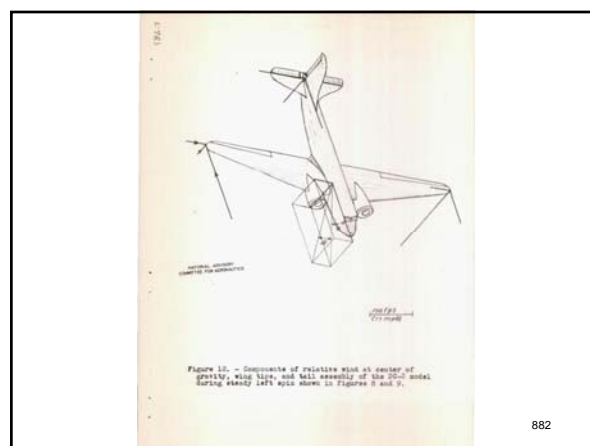 NATIONAL ADVISORY
COMMITTEE FOR AERONAUTICS
Figure 12. - Components of relative wind at center of
gravity, wing tips, and tail assembly of the DC-3 model
during steady left spin shown in figures 8 and 9.
882